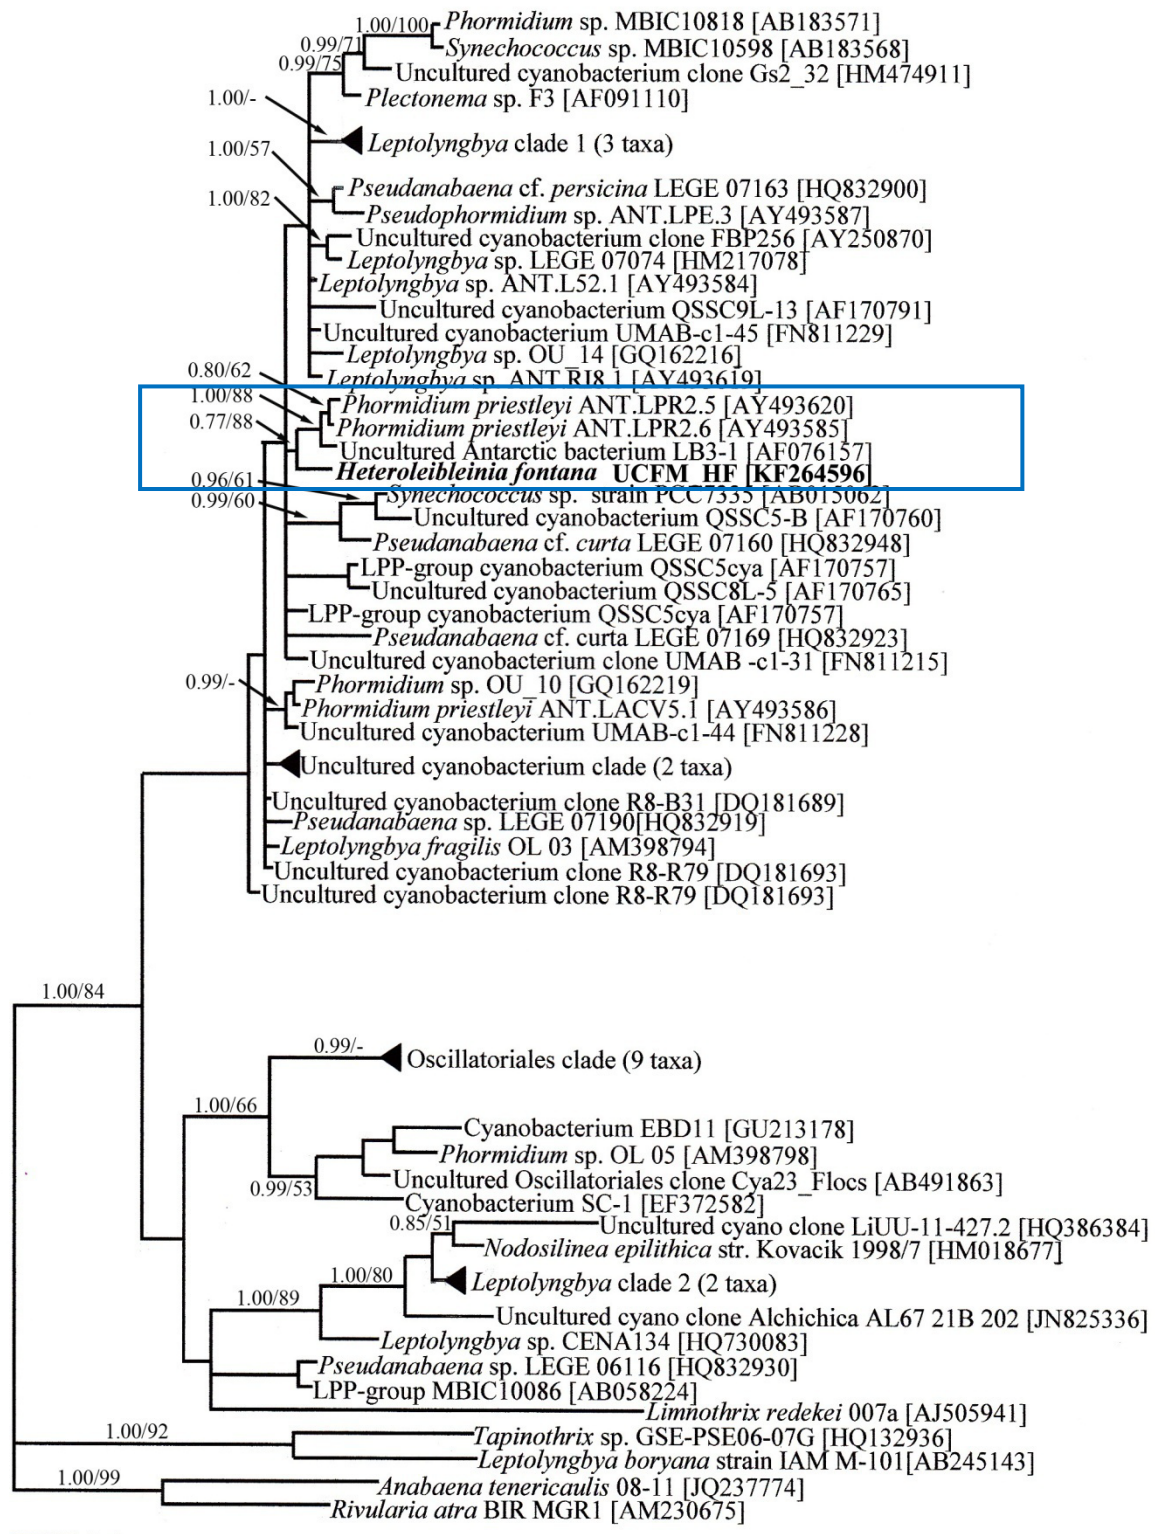 1.00/100
Phormidium sp. MBIC10818 [AB183571]
0.99/71
Synechococcus sp. MBIC10598 [AB183568]
0.99/75
Uncultured cyanobacterium clone Gs2_32 [HM474911]
1.00/-
Plectonema sp. F3 [AF091110]
Leptolyngbya clade 1 (3 taxa)
1.00/57
Pseudanabaena cf. persicina LEGE 07163 [HQ832900]
1.00/82
Pseudophormidium sp. ANT.LPE.3 [AY493587]
Uncultured cyanobacterium clone FBP256 [AY250870]
Leptolyngbya sp. LEGE 07074 [HM217078]
Leptolyngbya sp. ANT.L52.1 [AY493584]
Uncultured cyanobacterium QSSC9L-13 [AF170791]
Uncultured cyanobacterium UMAB-c1-45 [FN811229]
Leptolyngbya sp. OU_14 [GQ162216]
0.80/62
Leptolyngbya sp. ANT.RI8.1 [AY493619]
1.00/88
Phormidium priestleyi ANT.LPR2.5 [AY493620]
0.77/88
Phormidium priestleyi ANT.LPR2.6 [AY493585]
Uncultured Antarctic bacterium LB3-1 [AF076157]
Heteroleibleinia fontana UCFM_HF [KF264596]
0.96/61
Synechococcus sp. strain PCC7335 [AB015062]
0.99/60
Uncultured cyanobacterium QSSC5-B [AF170760]
Pseudanabaena cf. curta LEGE 07160 [HQ832948]
LPP-group cyanobacterium QSSC5cya [AF170757]
Uncultured cyanobacterium QSSC8L-5 [AF170765]
LPP-group cyanobacterium QSSC5cya [AF170757]
Pseudanabaena cf. curta LEGE 07169 [HQ832923]
Uncultured cyanobacterium clone UMAB -c1-31 [FN811215]
0.99/-
Phormidium sp. OU_10 [GQ162219]
Phormidium priestleyi ANT.LACV5.1 [AY493586]
Uncultured cyanobacterium UMAB-c1-44 [FN811228]
Uncultured cyanobacterium clade (2 taxa)
Uncultured cyanobacterium clone R8-B31 [DQ181689]
Pseudanabaena sp. LEGE 07190[HQ832919]
Leptolyngbya fragilis OL 03 [AM398794]
Uncultured cyanobacterium clone R8-R79 [DQ181693]
Uncultured cyanobacterium clone R8-R79 [DQ181693]
1.00/84
0.99/-
Oscillatoriales clade (9 taxa)
1.00/66
Cyanobacterium EBD11 [GU213178]
Phormidium sp. OL 05 [AM398798]
Uncultured Oscillatoriales clone Cya23_Flocs [AB491863]
0.99/53
Cyanobacterium SC-1 [EF372582]
0.85/51
Uncultured cyano clone LiUU-11-427.2 [HQ386384]
Nodosilinea epilithica str. Kovacik 1998/7 [HM018677]
1.00/80
Leptolyngbya clade 2 (2 taxa)
1.00/89
Uncultured cyano clone Alchichica AL67 21B 202 [JN825336]
Leptolyngbya sp. CENA134 [HQ730083]
Pseudanabaena sp. LEGE 06116 [HQ832930]
LPP-group MBIC10086 [AB058224]
Limnothrix redekei 007a [AJ505941]
1.00/92
Tapinothrix sp. GSE-PSE06-07G [HQ132936]
Leptolyngbya boryana strain IAM M-101[AB245143]
1.00/99
Anabaena tenericaulis 08-11 [JQ237774]
Rivularia atra BIR MGR1 [AM230675]